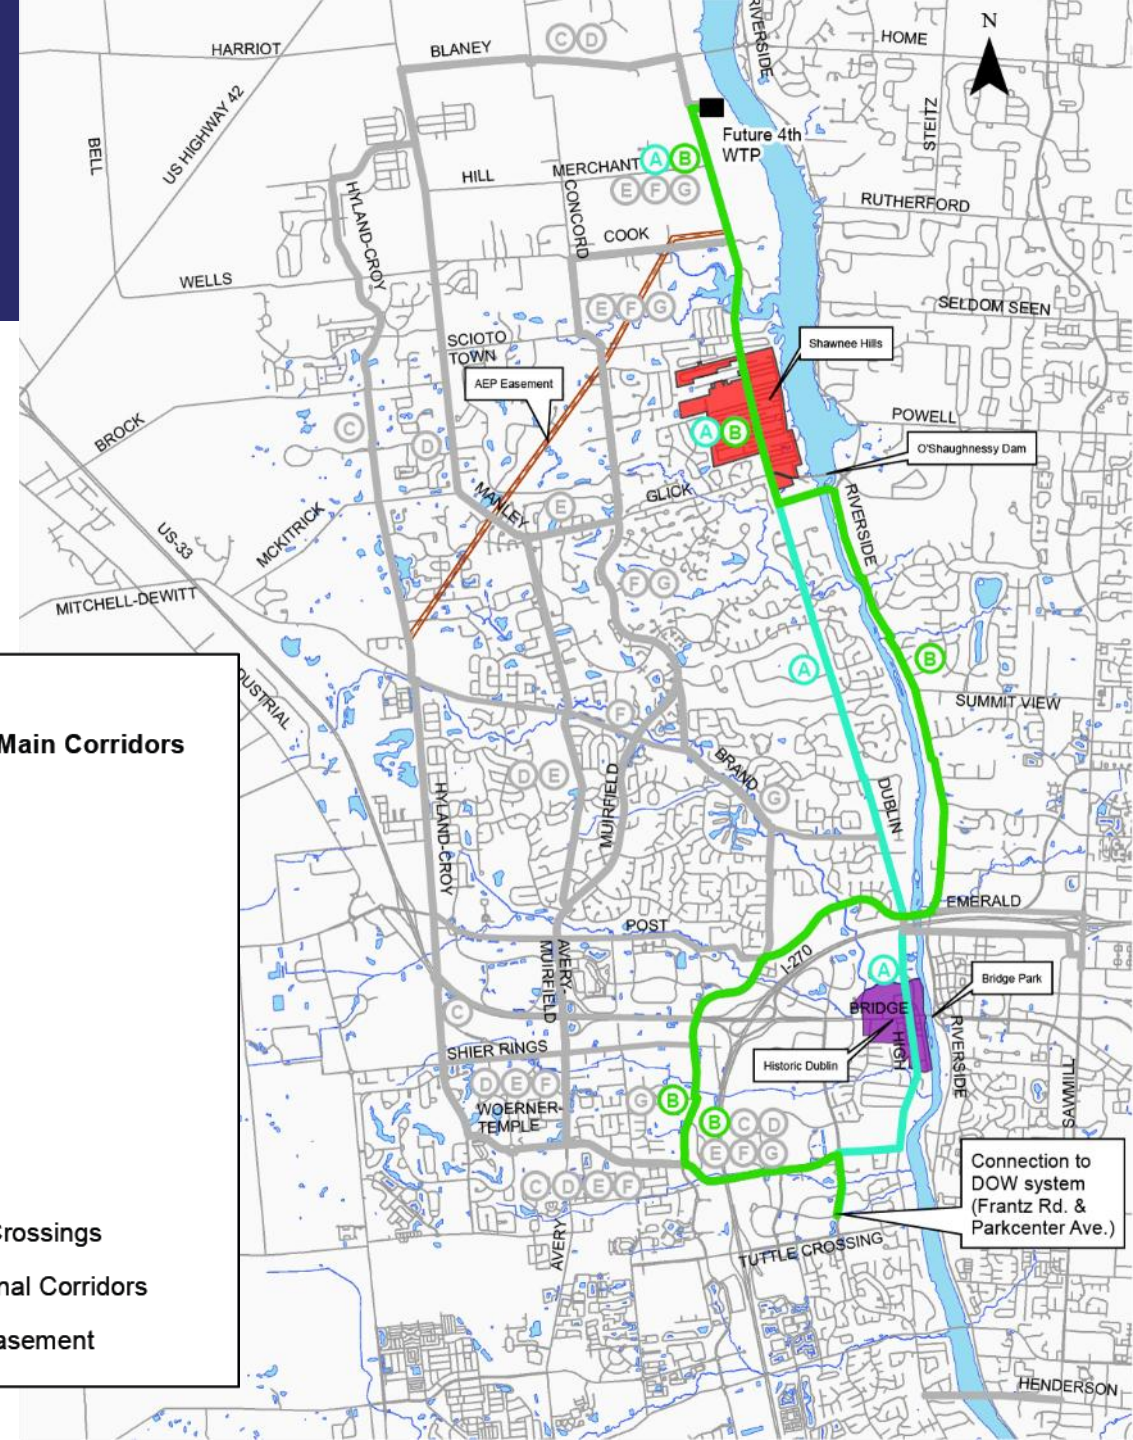 HARRIOT
BLANEY
C D
RIVERSIDE
HOME
N
US HIGHWAY 42
BELL
STEITZ
Future 4th
WTP
MERCHANT
A B
HILL
E F G
CONCORD
HYLAND-CROY
RUTHERFORD
COOK
WELLS
SELDOM SEEN
E F G
SCIOTO
TOWN
Shawnee Hills
AEP Easement
BROCK
C
D
A B
POWELL
O'Shaughnessy Dam
GLICK
MANLEY
E
RIVERSIDE
US-33
MCKITRICK
MITCHELL-DEWITT
F G
A
B
DUSTRIAL
SUMMIT VIEW
F
Main Corridors
BRAND
D E
MUIRFIELD
G
HYLAND-CROY
DUBLIN
EMERALD
POST
AVERY-
MUIRFIELD
I-270
A
Bridge Park
BRIDGE
C
HIGH
RIVERSIDE
SHIER RINGS
Historic Dublin
SAWMILL
D E F
G B
WOERNER-
TEMPLE
B C D
E F G
C D E F
Connection to
DOW system
(Frantz Rd. &
Parkcenter Ave.)
AVERY
TUTTLE CROSSING
Crossings
nal Corridors
asement
HENDERSON